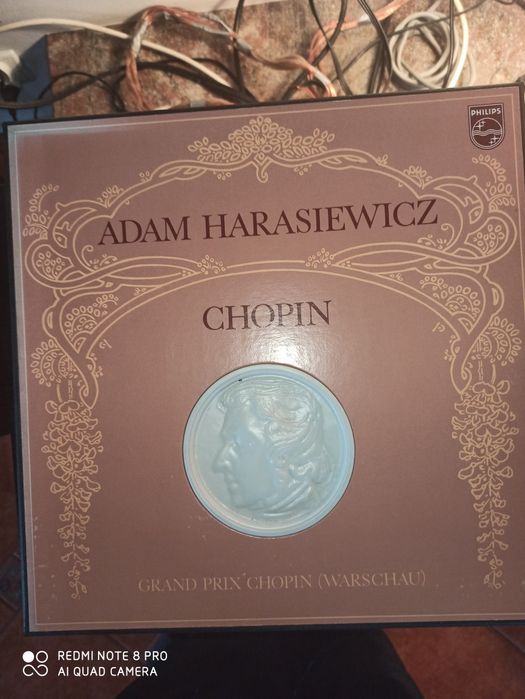 PHILIPS
ADAM HARASIEWICZ
CHOPIN
GRAND PRIX CHOPIN (WARSCHAU)
REDMI NOTE 8 PRO
AI QUAD CAMERA